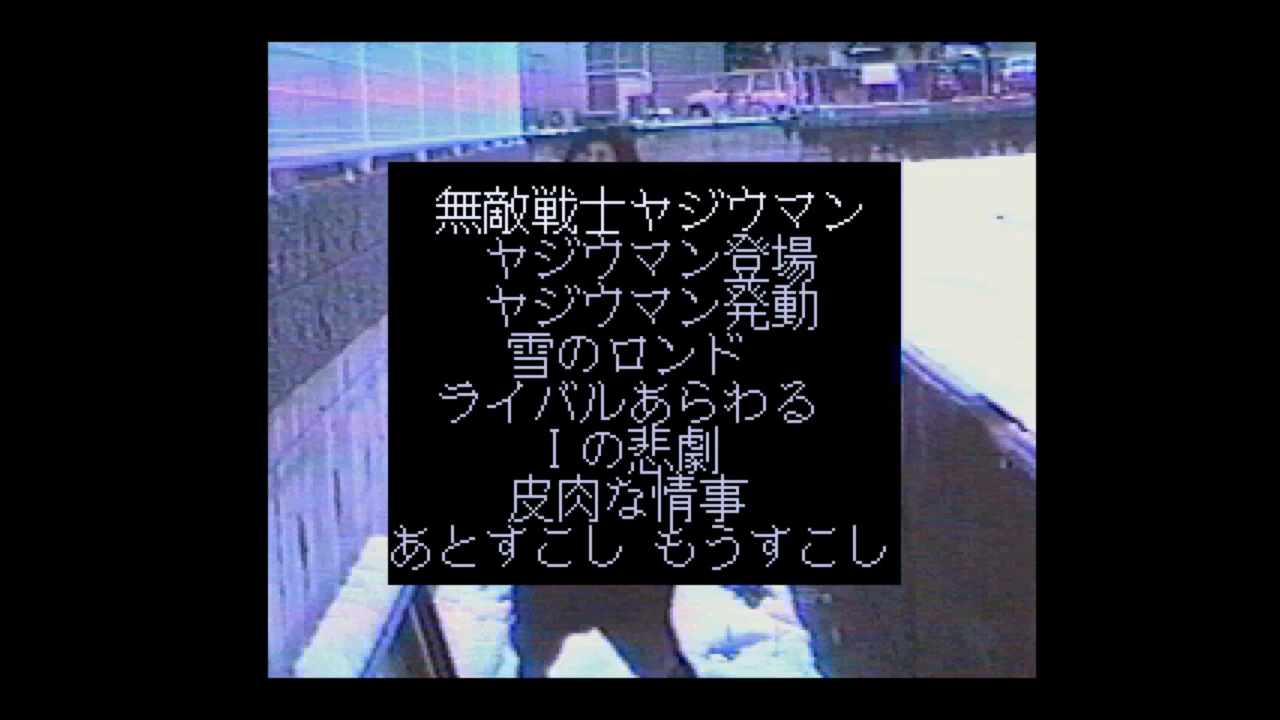 無敵戦士ヤジウマン
ヤジウマン登場
ヤジウマン発動
雪のロンド
ライバルあらわる
Iの悲劇
皮肉な情事
あとすこし もうすこし